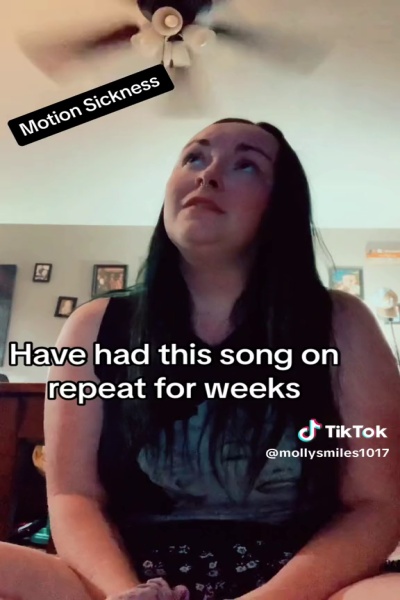 Motion Sickness
Have had this song on
repeat for weeks
TikTok
@mollysmiles1017